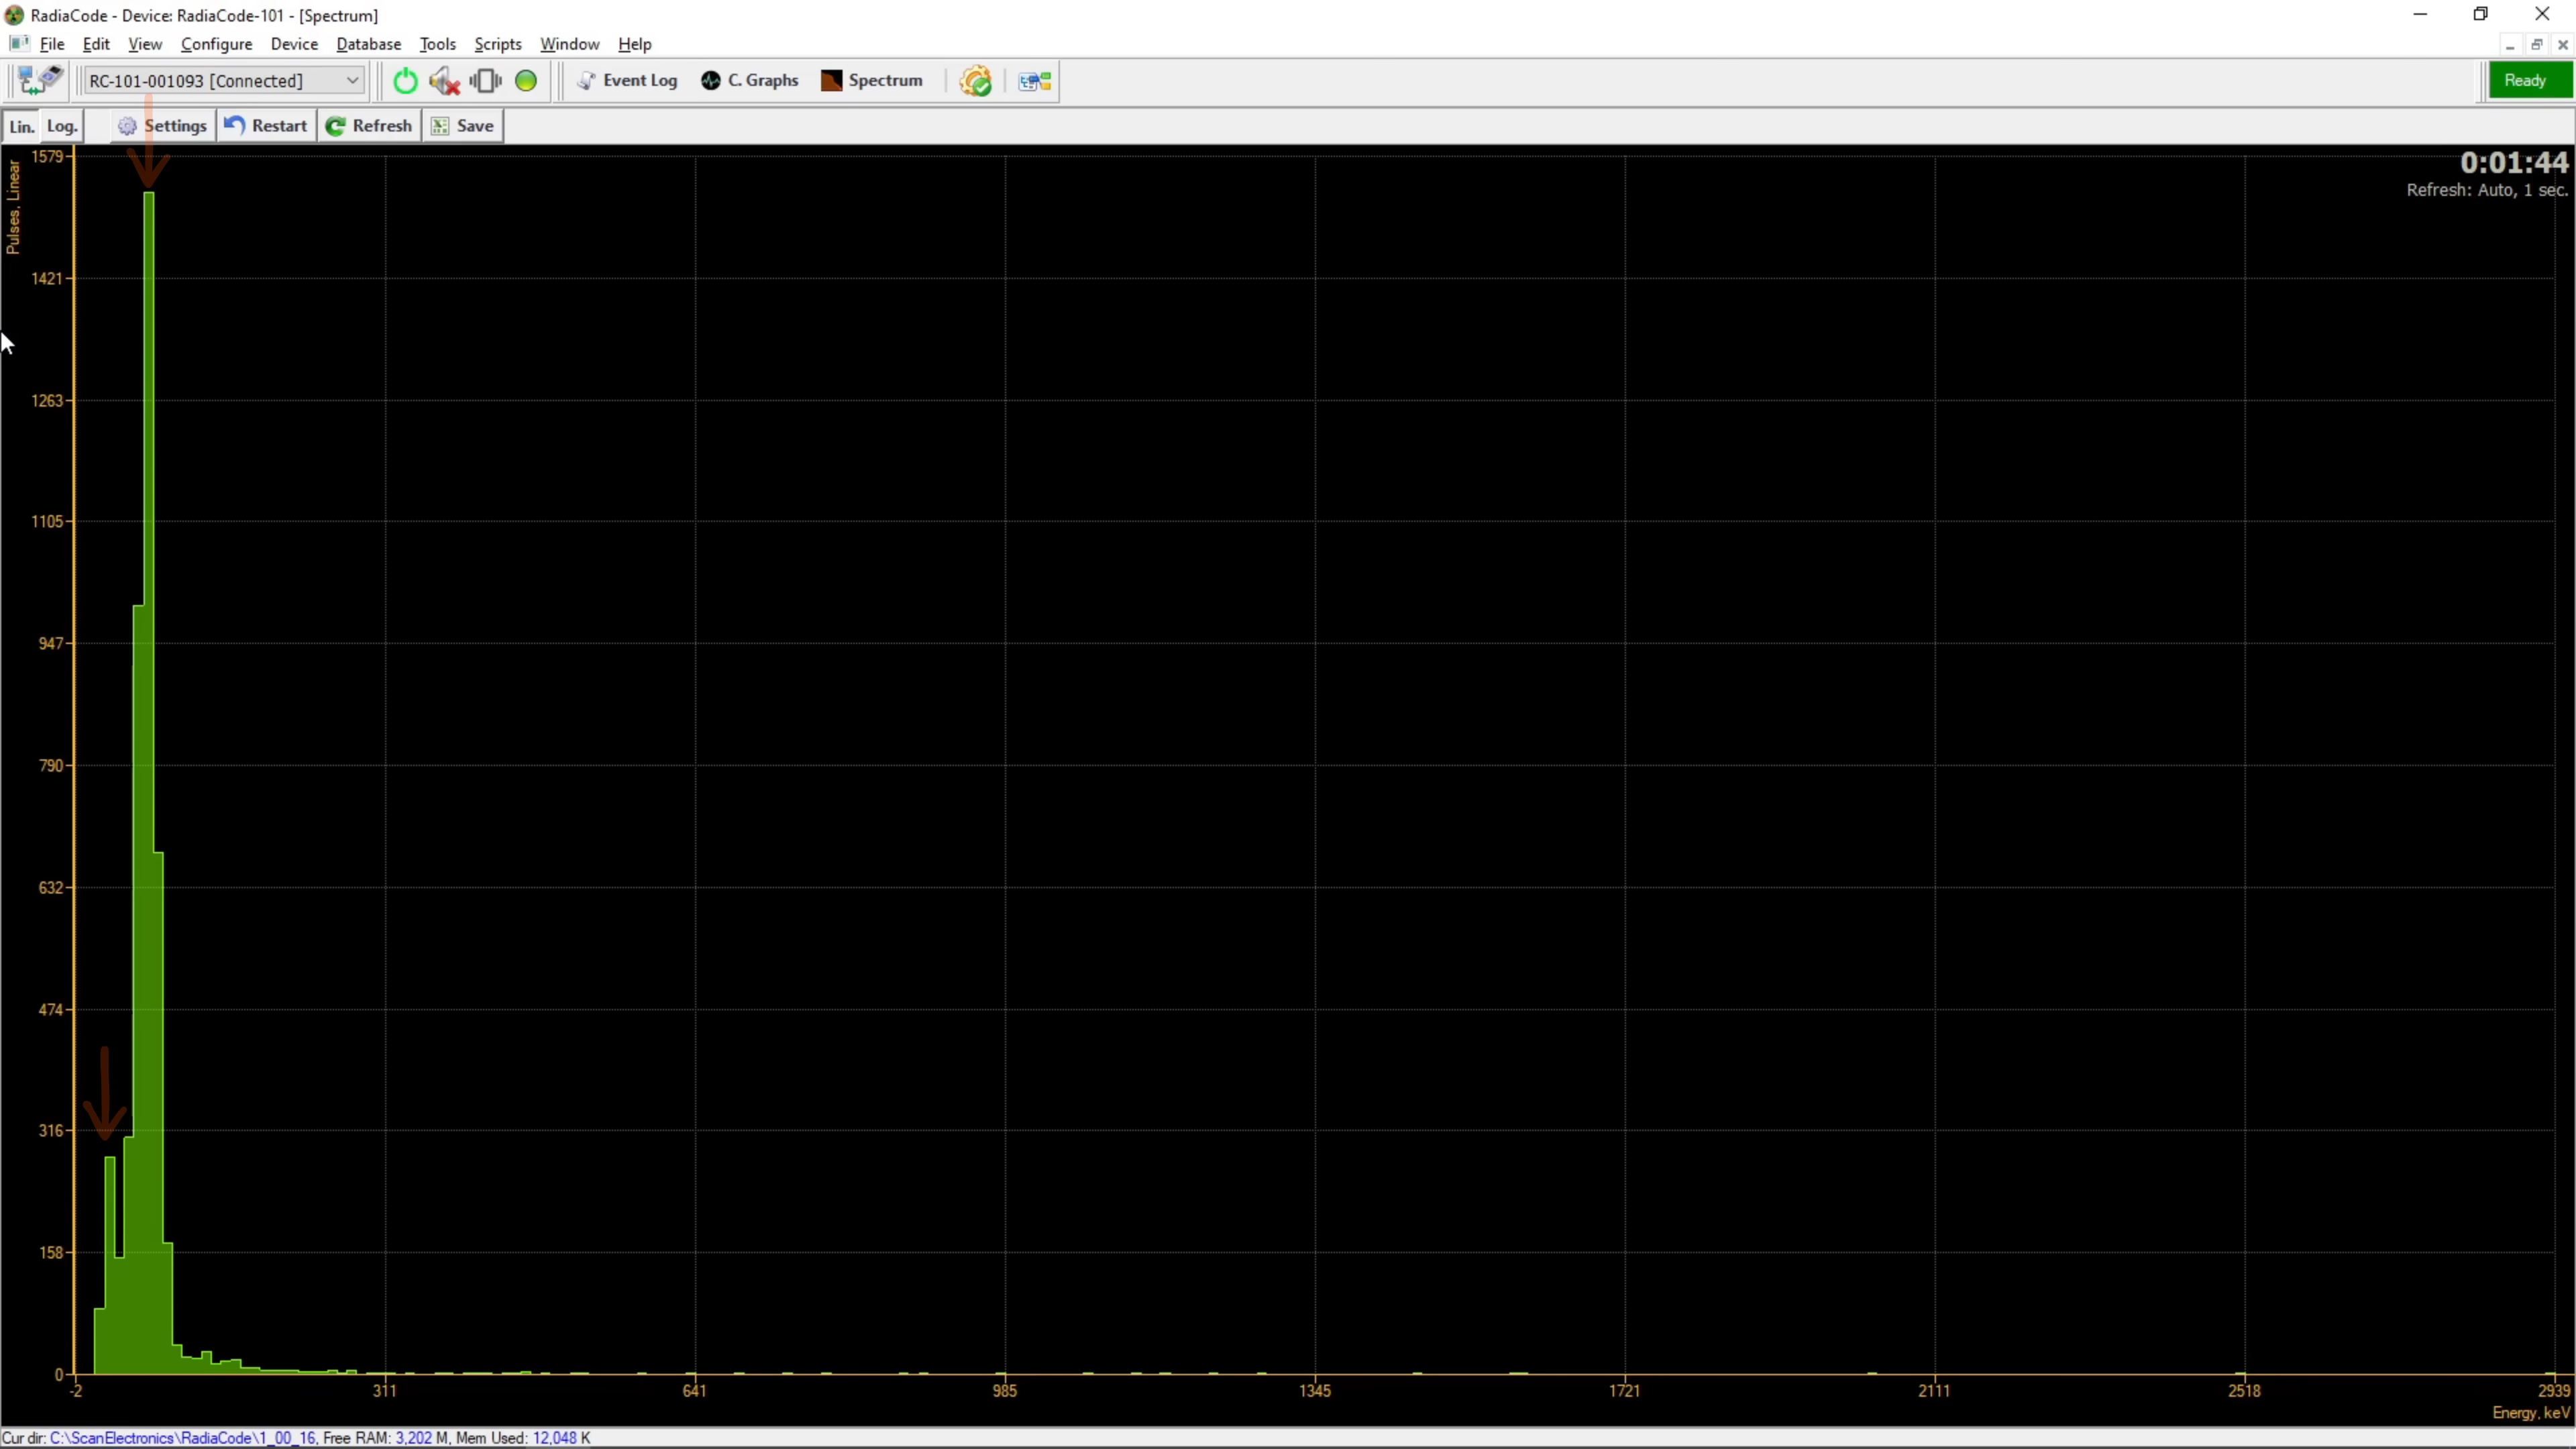 RadiaCode - Device: RadiaCode-101 - [Spectrum]
File Edit View Configure Device Database Tools Scripts Window Help
RC-101-001093 [Connected] Event Log C. Graphs Spectrum Ready
Lin. Log. Settings Restart Refresh Save
Pulses, Linear
1579
1421
1263
1105
947
790
632
474
316
158
0
0:01:44
Refresh: Auto, 1 sec.
-2 311 641 985 1345 1721 2111 2518 2939
Energy, keV
Cur dir: C:\ScanElectronics\RadiaCode\1_00_16, Free RAM: 3,202 M, Mem Used: 12,048 K